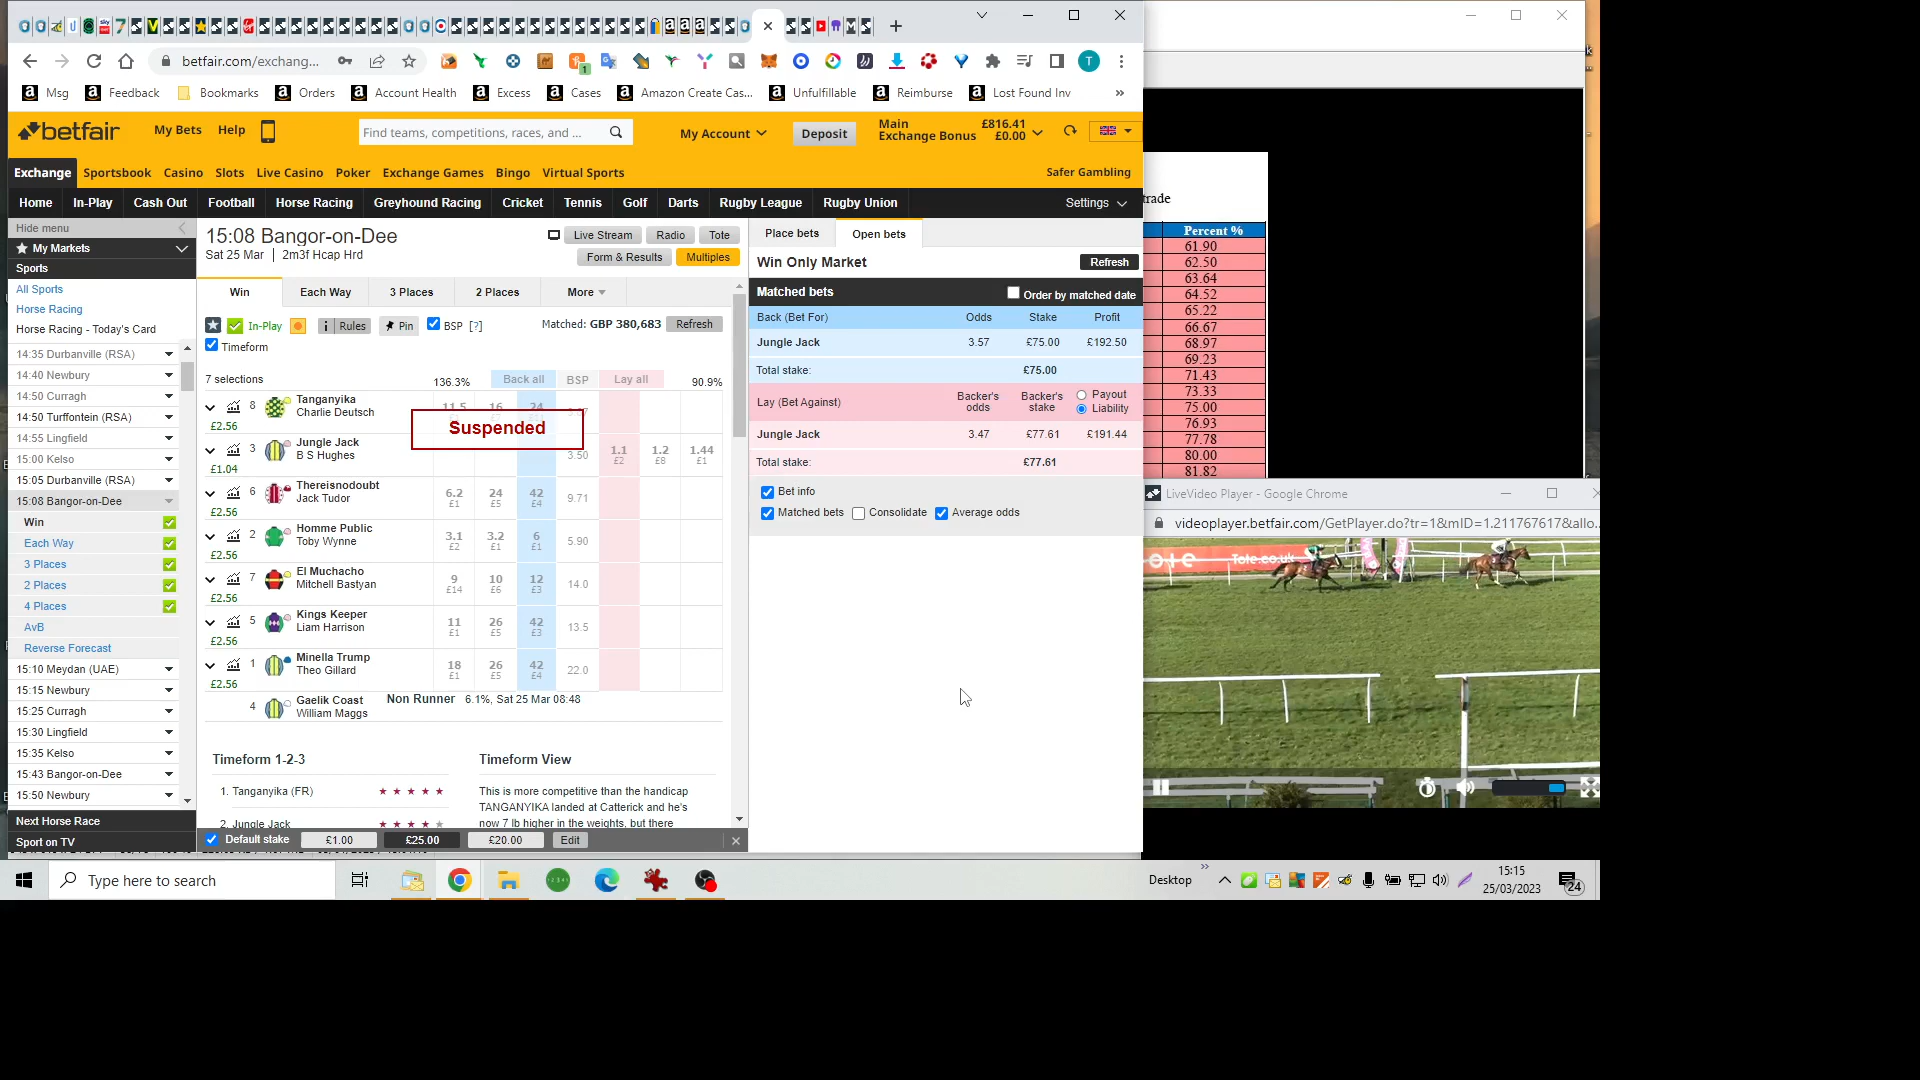 betfair.com/exchang...
1
T
Msg
Feedback
Bookmarks
Orders
Account Health
Excess
Cases
Amazon Create Cas...
Unfulfillable
Reimburse
Lost Found Inv
»
betfair
My Bets
Help
Find teams, competitions, races, and ...
My Account
Deposit
Main £816.41
Exchange Bonus £0.00
Exchange
Sportsbook
Casino
Slots
Live Casino
Poker
Exchange Games
Bingo
Virtual Sports
Safer Gambling
Home
In-Play
Cash Out
Football
Horse Racing
Greyhound Racing
Cricket
Tennis
Golf
Darts
Rugby League
Rugby Union
Settings
Hide menu
My Markets
Sports
All Sports
Horse Racing
Horse Racing - Today's Card
14:35 Durbanville (RSA)
14:40 Newbury
14:50 Curragh
14:50 Turffontein (RSA)
14:55 Lingfield
15:00 Kelso
15:05 Durbanville (RSA)
15:08 Bangor-on-Dee
Win
Each Way
3 Places
2 Places
4 Places
AvB
Reverse Forecast
15:10 Meydan (UAE)
15:15 Newbury
15:25 Curragh
15:30 Lingfield
15:35 Kelso
15:43 Bangor-on-Dee
15:50 Newbury
Next Horse Race
Sport on TV
15:08 Bangor-on-Dee
Sat 25 Mar | 2m3f Hcap Hrd
Live Stream
Radio
Tote
Form & Results
Multiples
Win
Each Way
3 Places
2 Places
More
In-Play
i Rules
Pin
BSP [?]
Matched: GBP 380,683
Refresh
Timeform
7 selections
136.3%
Back all
BSP
Lay all
90.9%
8 Tanganyika
Charlie Deutsch
£2.56
11.5 16 24
Suspended
3 Jungle Jack
B S Hughes
£1.04
3.50
1.1 1.2 1.44
£2 £8 £1
6 Thereisnodoubt
Jack Tudor
£2.56
6.2 24 42 9.71
£1 £5 £4
2 Homme Public
Toby Wynne
£2.56
3.1 3.2 6 5.90
£2 £1 £1
7 El Muchacho
Mitchell Bastyan
£2.56
9 10 12 14.0
£14 £6 £3
5 Kings Keeper
Liam Harrison
£2.56
11 26 42 13.5
£1 £5 £3
1 Minella Trump
Theo Gillard
£2.56
18 26 42 22.0
£1 £5 £4
4 Gaelik Coast
William Maggs
Non Runner 6.1%, Sat 25 Mar 08:48
Timeform 1-2-3
1. Tanganyika (FR)
2. Jungle Jack
Timeform View
This is more competitive than the handicap
TANGANYIKA landed at Catterick and he's
now 7 lb higher in the weights, but there
Default stake
£1.00
£25.00
£20.00
Edit
Place bets
Open bets
Win Only Market
Refresh
Matched bets
Order by matched date
Back (Bet For) Odds Stake Profit
Jungle Jack 3.57 £75.00 £192.50
Total stake: £75.00
Lay (Bet Against) Backer's odds Backer's stake Payout Liability
Jungle Jack 3.47 £77.61 £191.44
Total stake: £77.61
Bet info
Matched bets
Consolidate
Average odds
trade
Percent %
61.90
62.50
63.64
64.52
65.22
66.67
68.97
69.23
71.43
73.33
75.00
76.93
77.78
80.00
81.82
LiveVideo Player - Google Chrome
videoplayer.betfair.com/GetPlayer.do?tr=1&mID=1.211767617&allo...
Tote.co.uk
Type here to search
Desktop
»
15:15
25/03/2023
24